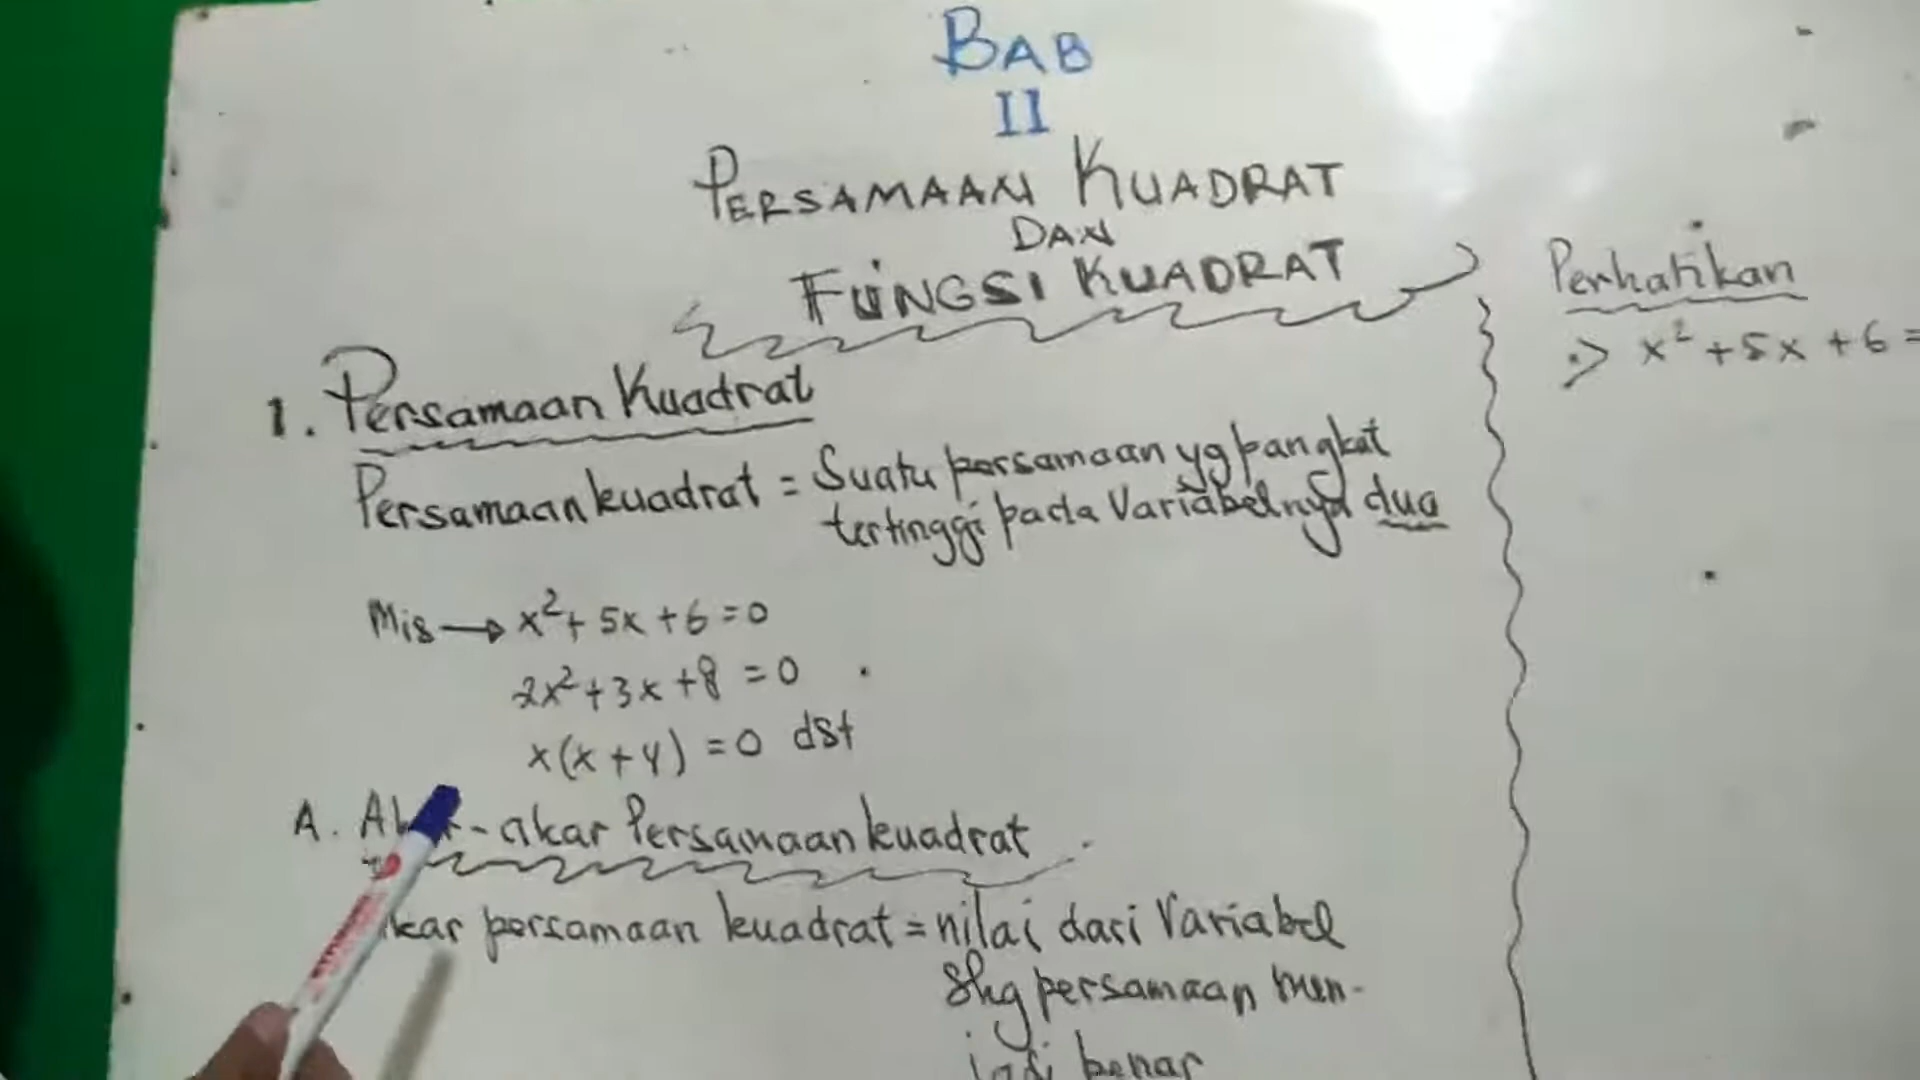 BAB
II
PERSAMAAN KUADRAT
DAN
FUNGSI KUADRAT
1. Persamaan Kuadrat
Persamaan kuadrat = Suatu persamaan yg pangkat
tertinggi pada Variabelnya dua
Mis → x² + 5x + 6 = 0
2x² + 3x + 8 = 0
x(x + 4) = 0 dst
A. - akar Persamaan kuadrat
persamaan kuadrat = nilai dari Variabel
Shg persamaan men-
jadi benar
Perhatikan
x² + 5x + 6 =